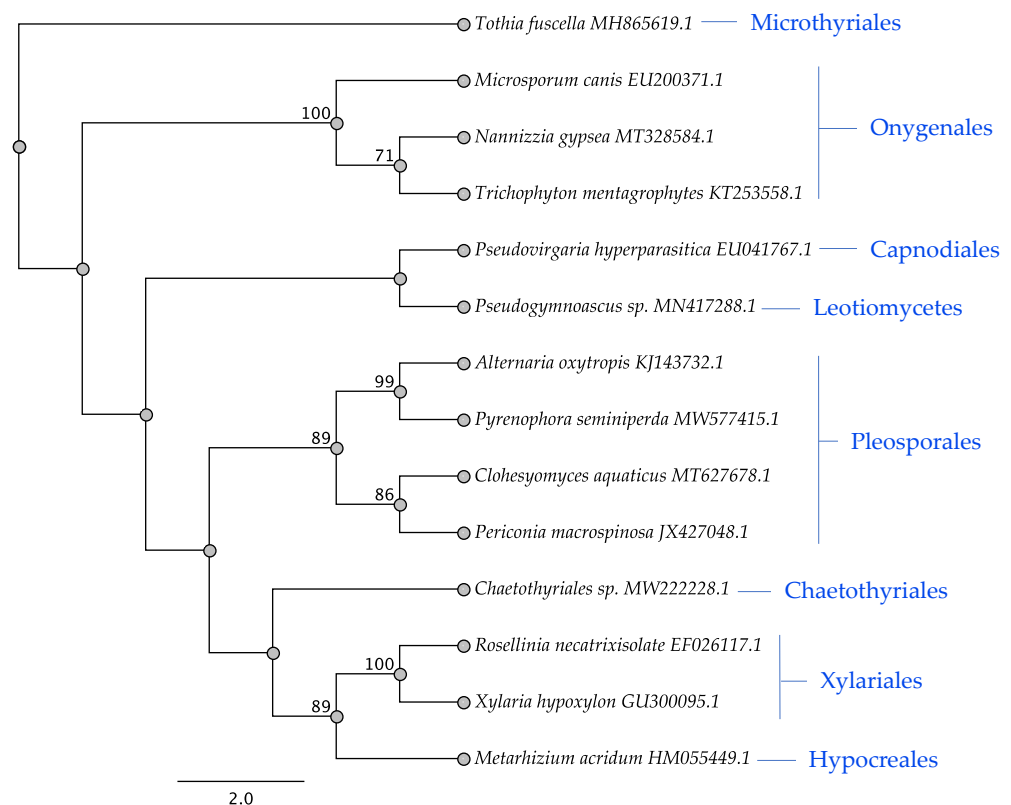 Tothia fuscella MH865619.1 Microthyriales
Microsporum canis EU200371.1
100
Onygenales
Nannizzia gypsea MT328584.1
71
Trichophyton mentagrophytes KT253558.1
Pseudovirgaria hyperparasitica EU041767.1 Capnodiales
Pseudogymnoascus sp. MN417288.1 Leotiomycetes
Alternaria oxytropis KJ143732.1
99
Pyrenophora seminiperda MW577415.1
89
Pleosporales
Clohesyomyces aquaticus MT627678.1
86
Periconia macrospinosa JX427048.1
Chaetothyriales sp. MW222228.1 Chaetothyriales
Rosellinia necatrixisolate EF026117.1
100
Xylariales
Xylaria hypoxylon GU300095.1
89
Metarhizium acridum HM055449.1 Hypocreales
2.0